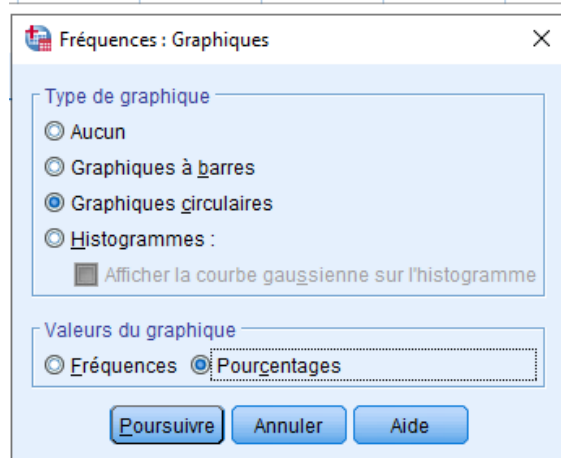 Fréquences : Graphiques
Type de graphique
Aucun
Graphiques à barres
Graphiques circulaires
Histogrammes :
Afficher la courbe gaussienne sur l'histogramme
Valeurs du graphique
Fréquences Pourcentages
Poursuivre Annuler Aide